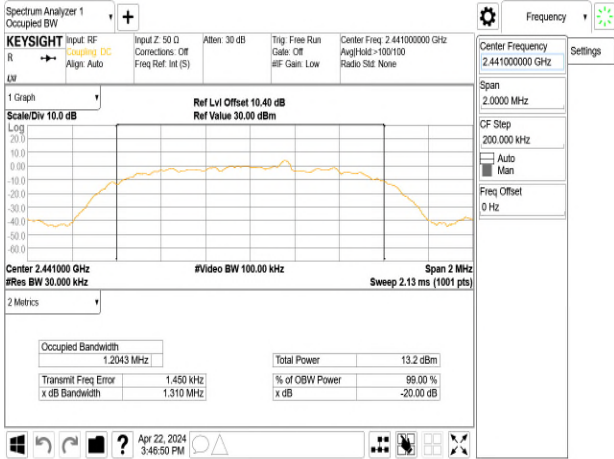 Spectrum Analyzer 1
Occupied BW
+
Frequency
KEYSIGHT
R
Input: RF
Coupling: DC
Align: Auto
Input Z: 50 Ω
Corrections: Off
Freq Ref: Int (S)
Atten: 30 dB
Trig: Free Run
Gate: Off
#IF Gain: Low
Center Freq: 2.441000000 GHz
Avg|Hold:>100/100
Radio Std: None
Center Frequency
2.441000000 GHz
Settings
Span
2.0000 MHz
CF Step
200.000 kHz
Auto
Man
Freq Offset
0 Hz
1 Graph
Scale/Div 10.0 dB
Ref Lvl Offset 10.40 dB
Ref Value 30.00 dBm
Log
20.0
10.0
0.00
-10.0
-20.0
-30.0
-40.0
-50.0
-60.0
Center 2.441000 GHz
#Video BW 100.00 kHz
Span 2 MHz
#Res BW 30.000 kHz
Sweep 2.13 ms (1001 pts)
2 Metrics
Occupied Bandwidth
1.2043 MHz
Total Power 13.2 dBm
Transmit Freq Error 1.450 kHz
% of OBW Power 99.00 %
x dB Bandwidth 1.310 MHz
x dB -20.00 dB
?
Apr 22, 2024
3:46:50 PM